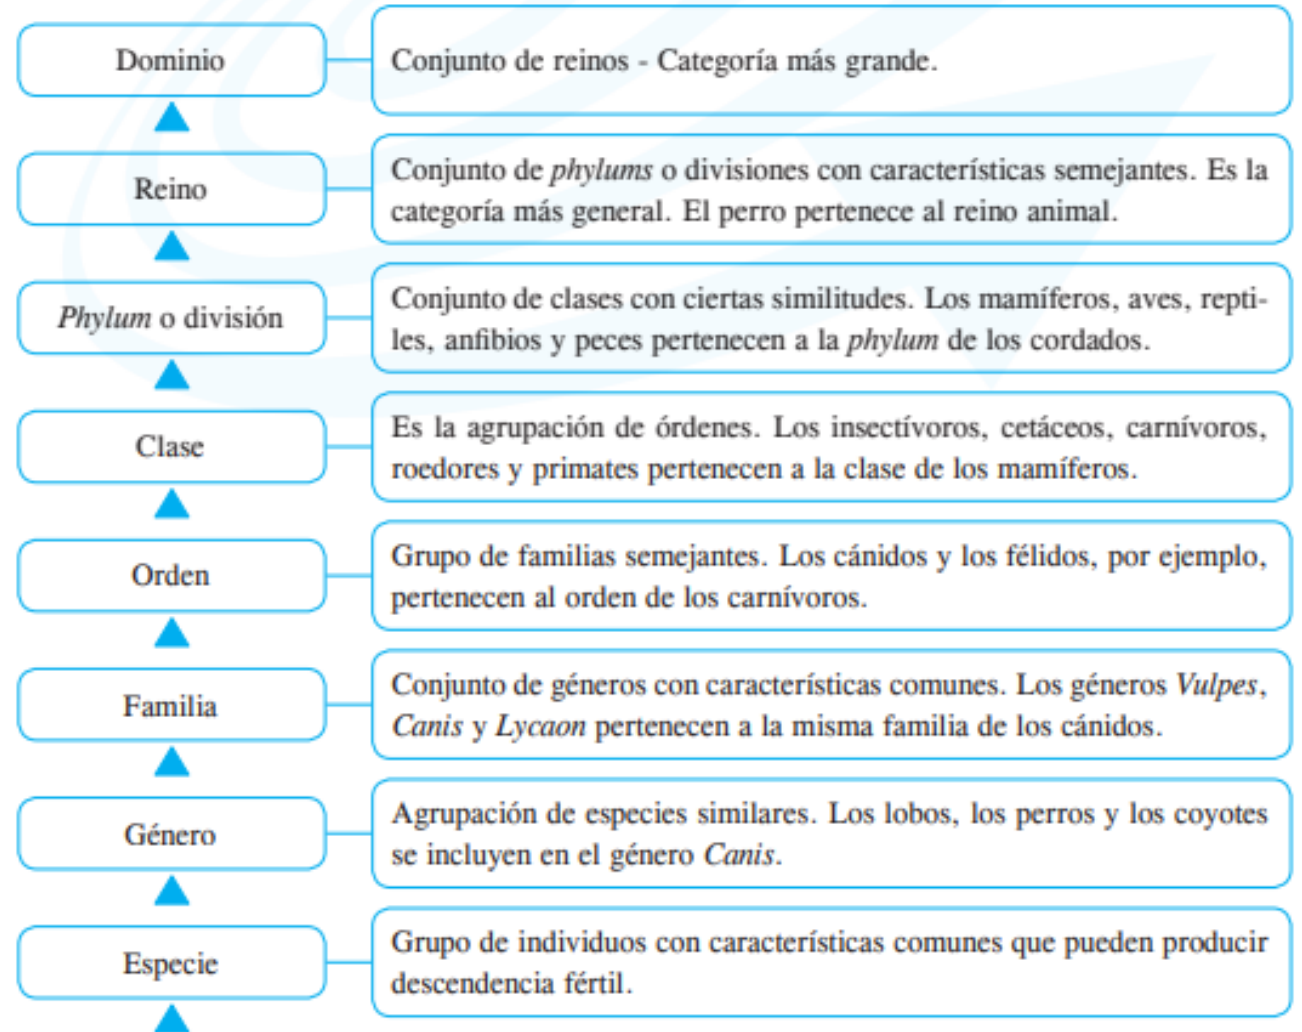 Dominio
Conjunto de reinos - Categoría más grande.
Reino
Conjunto de phylums o divisiones con características semejantes. Es la
categoría más general. El perro pertenece al reino animal.
Phylum o división
Conjunto de clases con ciertas similitudes. Los mamíferos, aves, repti-
les, anfibios y peces pertenecen a la phylum de los cordados.
Clase
Es la agrupación de órdenes. Los insectívoros, cetáceos, carnívoros,
roedores y primates pertenecen a la clase de los mamíferos.
Orden
Grupo de familias semejantes. Los cánidos y los félidos, por ejemplo,
pertenecen al orden de los carnívoros.
Familia
Conjunto de géneros con características comunes. Los géneros Vulpes,
Canis y Lycaon pertenecen a la misma familia de los cánidos.
Género
Agrupación de especies similares. Los lobos, los perros y los coyotes
se incluyen en el género Canis.
Especie
Grupo de individuos con características comunes que pueden producir
descendencia fértil.